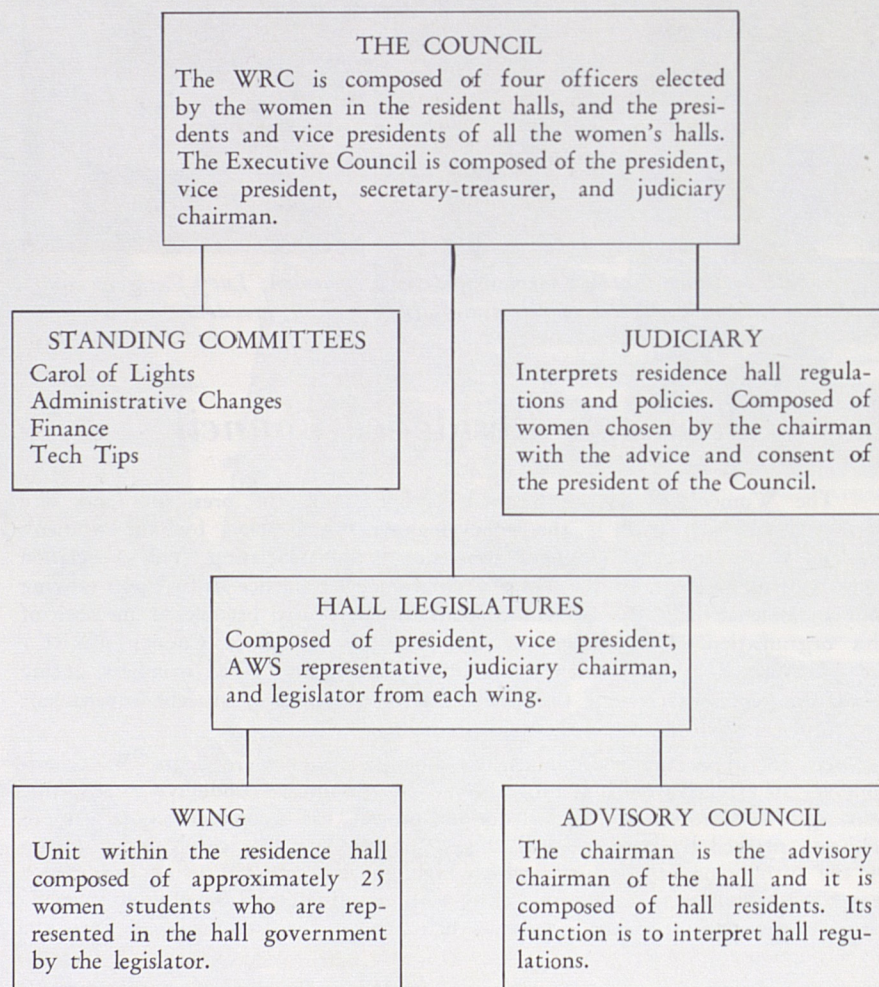 THE COUNCIL
The WRC is composed of four officers elected
by the women in the resident halls, and the presi-
dents and vice presidents of all the women's halls.
The Executive Council is composed of the president,
vice president, secretary-treasurer, and judiciary
chairman.
STANDING COMMITTEES
Carol of Lights
Administrative Changes
Finance
Tech Tips
JUDICIARY
Interprets residence hall regula-
tions and policies. Composed of
women chosen by the chairman
with the advice and consent of
the president of the Council.
HALL LEGISLATURES
Composed of president, vice president,
AWS representative, judiciary chairman,
and legislator from each wing.
WING
Unit within the residence hall
composed of approximately 25
women students who are rep-
resented in the hall government
by the legislator.
ADVISORY COUNCIL
The chairman is the advisory
chairman of the hall and it is
composed of hall residents. Its
function is to interpret hall regu-
lations.